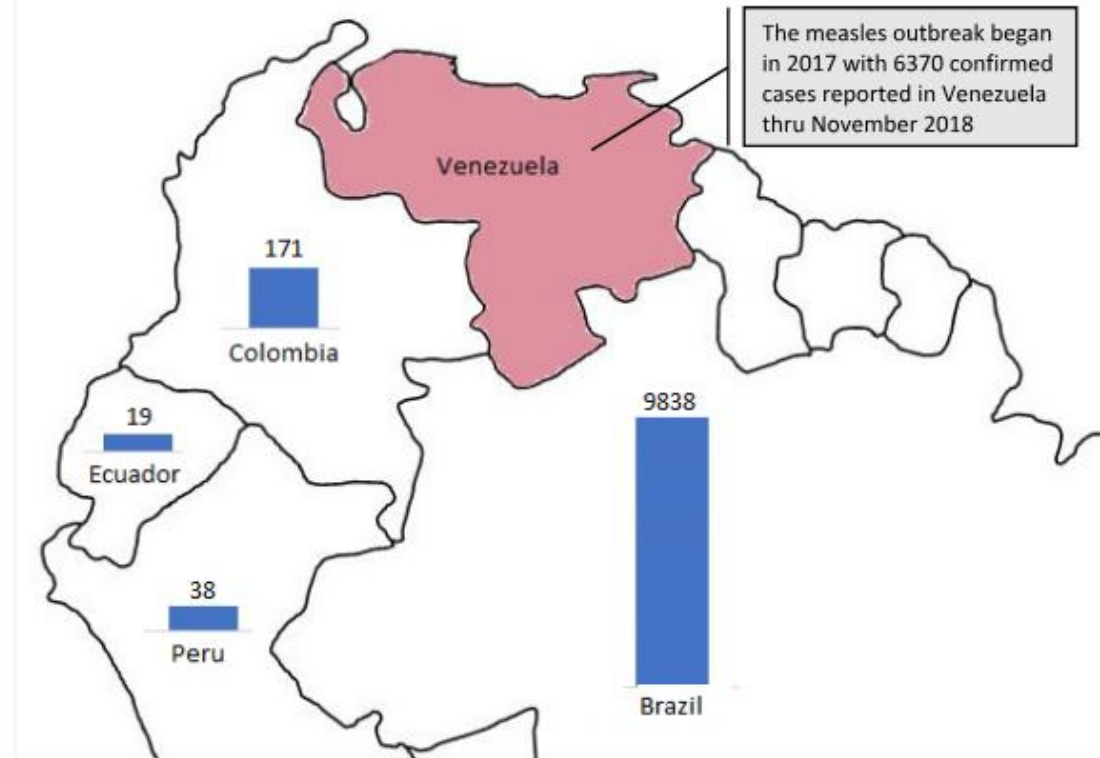 The measles outbreak began
in 2017 with 6370 confirmed
cases reported in Venezuela
thru November 2018
Venezuela
171
Colombia
19
Ecuador
9838
Brazil
38
Peru